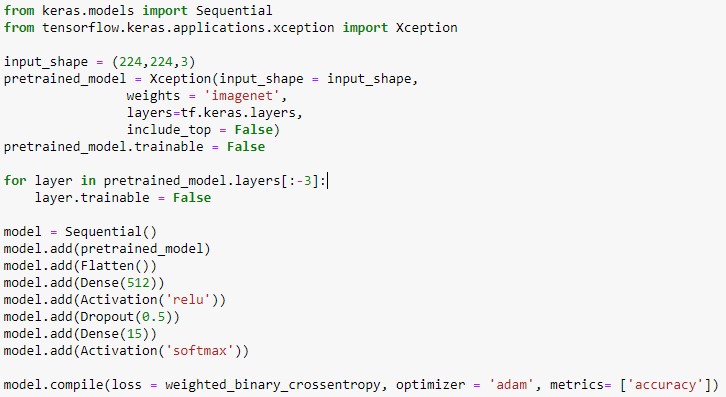 from keras.models import Sequential
from tensorflow.keras.applications.xception import Xception

input_shape = (224,224,3)
pretrained_model = Xception(input_shape = input_shape,
                weights = 'imagenet',
                layers=tf.keras.layers,
                include_top = False)
pretrained_model.trainable = False

for layer in pretrained_model.layers[:-3]:
    layer.trainable = False

model = Sequential()
model.add(pretrained_model)
model.add(Flatten())
model.add(Dense(512))
model.add(Activation('relu'))
model.add(Dropout(0.5))
model.add(Dense(15))
model.add(Activation('softmax'))

model.compile(loss = weighted_binary_crossentropy, optimizer = 'adam', metrics= ['accuracy'])